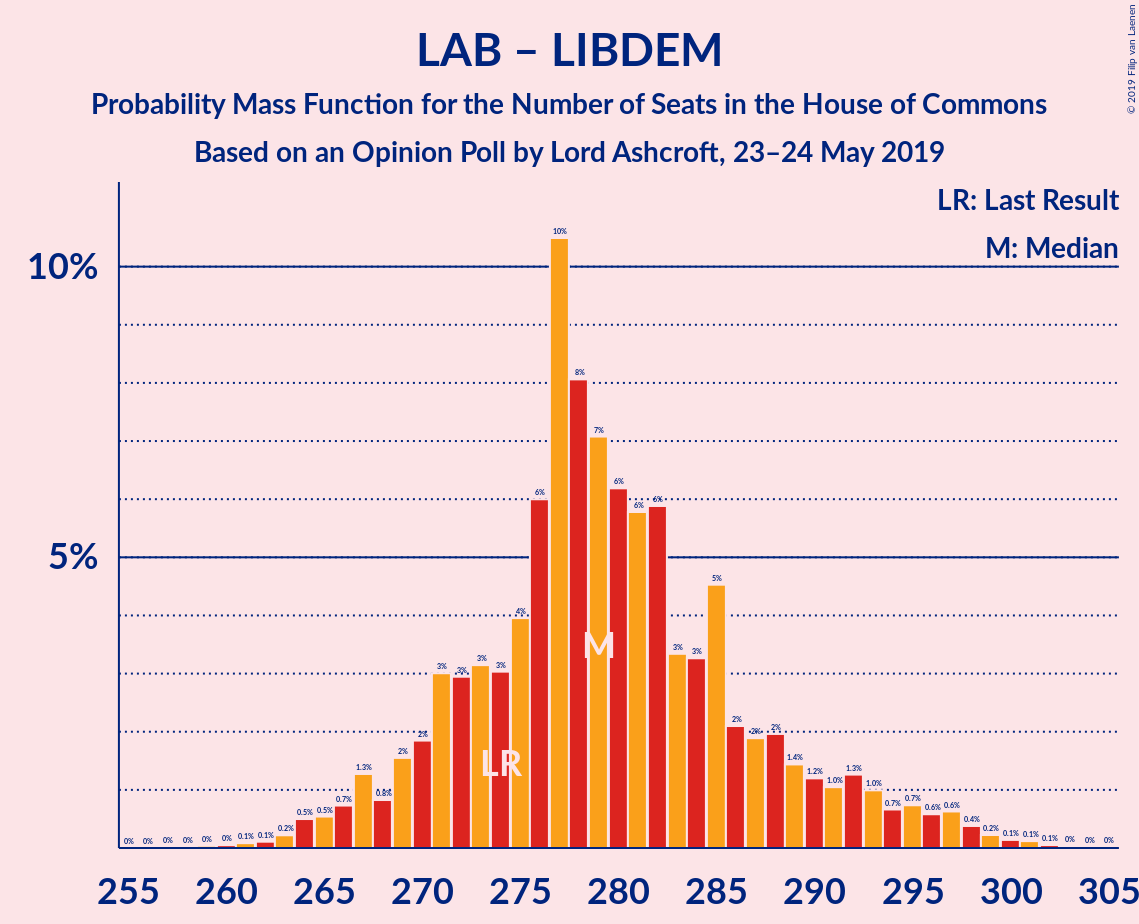 LAB – LIBDEM
Probability Mass Function for the Number of Seats in the House of Commons
Based on an Opinion Poll by Lord Ashcroft, 23–24 May 2019
© 2019 Filip van Laenen
LR: Last Result
M: Median
10%
5%
0% 0% 0% 0% 0% 0% 0.1% 0.1% 0.2% 0.5% 0.5% 0.7% 1.3% 0.8% 2% 2% 3% 3% 3% 3% 4% 6% 10% 8% 7% 6% 6% 6% 3% 3% 5% 2% 2% 2% 1.4% 1.2% 1.0% 1.3% 1.0% 0.7% 0.7% 0.6% 0.6% 0.4% 0.2% 0.1% 0.1% 0.1% 0% 0% 0%
M
LR
255 260 265 270 275 280 285 290 295 300 305